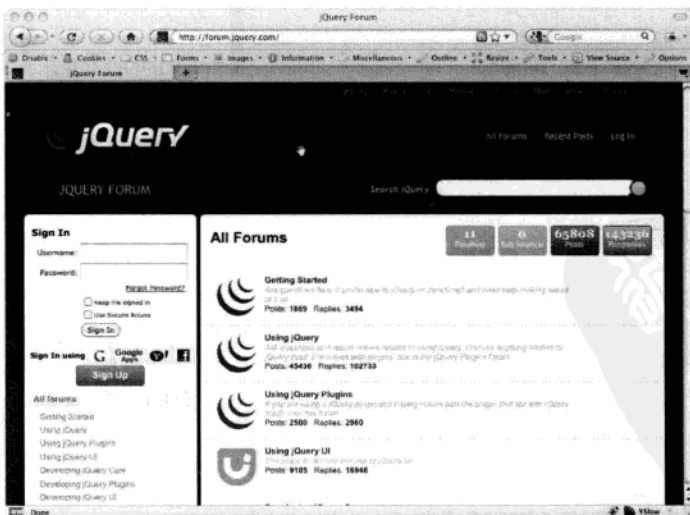 jQuery Forum
http://forum.jquery.com/
Google
Disable Cookies CSS Forms Images Information Miscellaneous Outline Resize Tools View Source Options
jQuery Forum
jQuery
All Forums Recent Posts Log In
JQUERY FORUM
Search jQuery
Sign In
Username:
Password:
Forgot Password?
Keep me signed in
Use Secure Access
Sign In
Sign In using G Google Apps Y!
Sign Up
All forums
Getting Started
Using jQuery
Using jQuery Plugins
Using jQuery UI
Developing jQuery Core
Developing jQuery Plugins
Developing jQuery UI
All Forums
11 Forums
0 Sub forums
65808 Posts
143236 Responses
Getting Started
Posts: 1869 Replies: 3494
Using jQuery
Posts: 45436 Replies: 102733
Using jQuery Plugins
Posts: 2500 Replies: 2960
Using jQuery UI
Posts: 9105 Replies: 16948
Done
YSlow